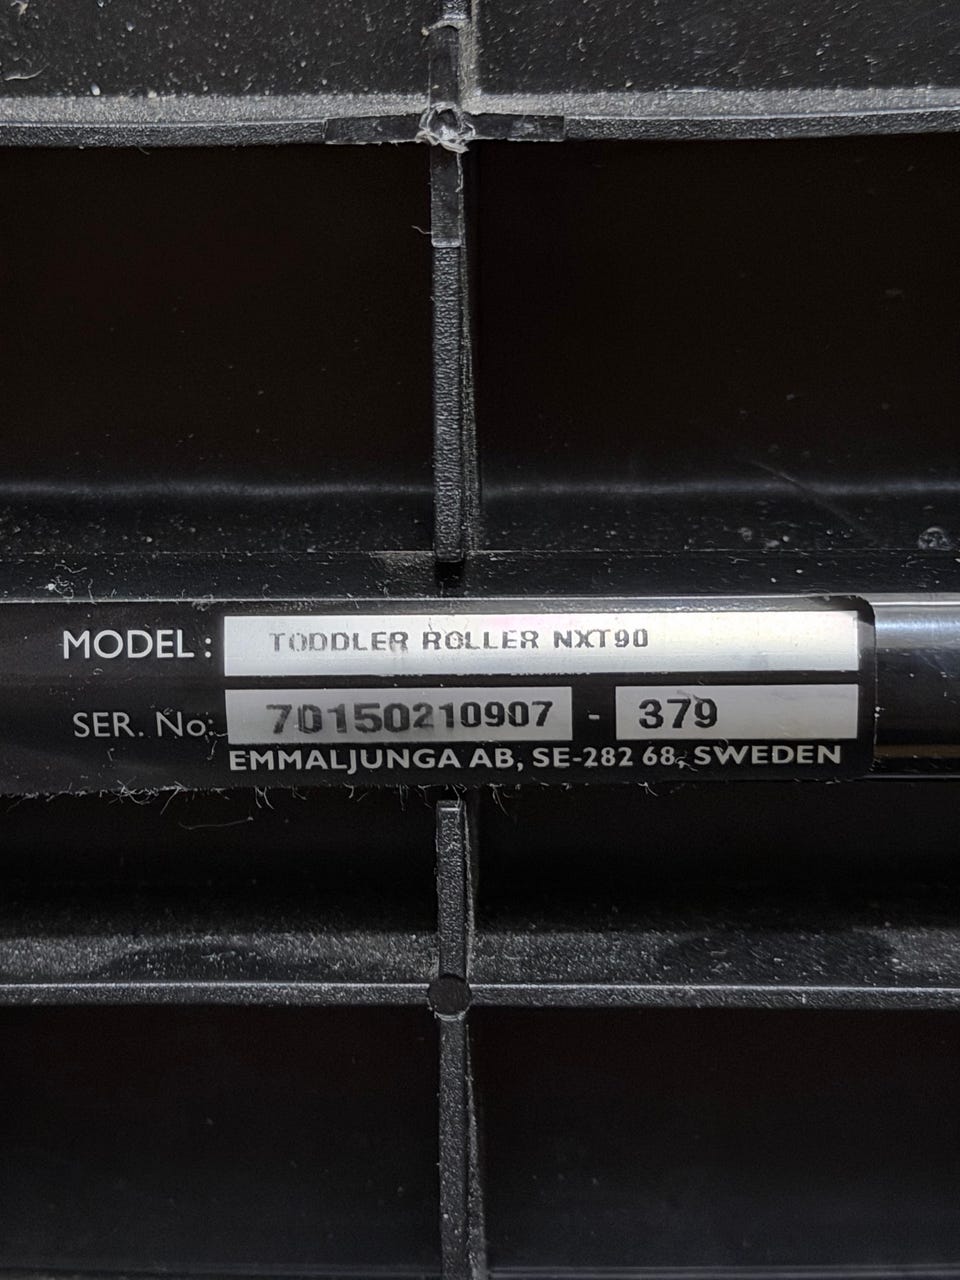 MODEL : TODDLER ROLLER NXT90
SER. No: 70150210907 - 379
EMMALJUNGA AB, SE-282 68, SWEDEN